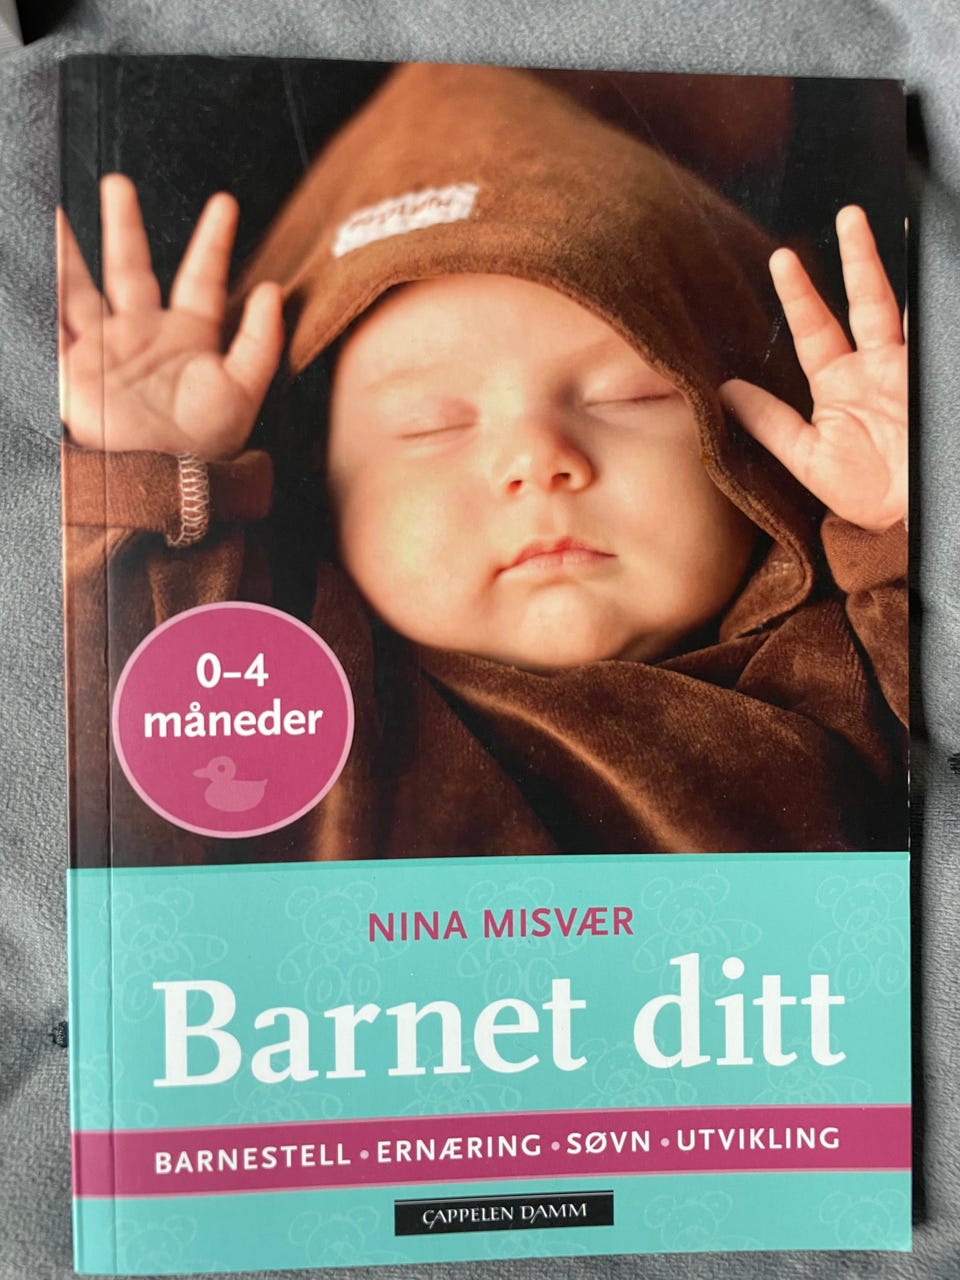 0–4
måneder
NINA MISVÆR
Barnet ditt
BARNESTELL • ERNÆRING • SØVN • UTVIKLING
CAPPELEN DAMM